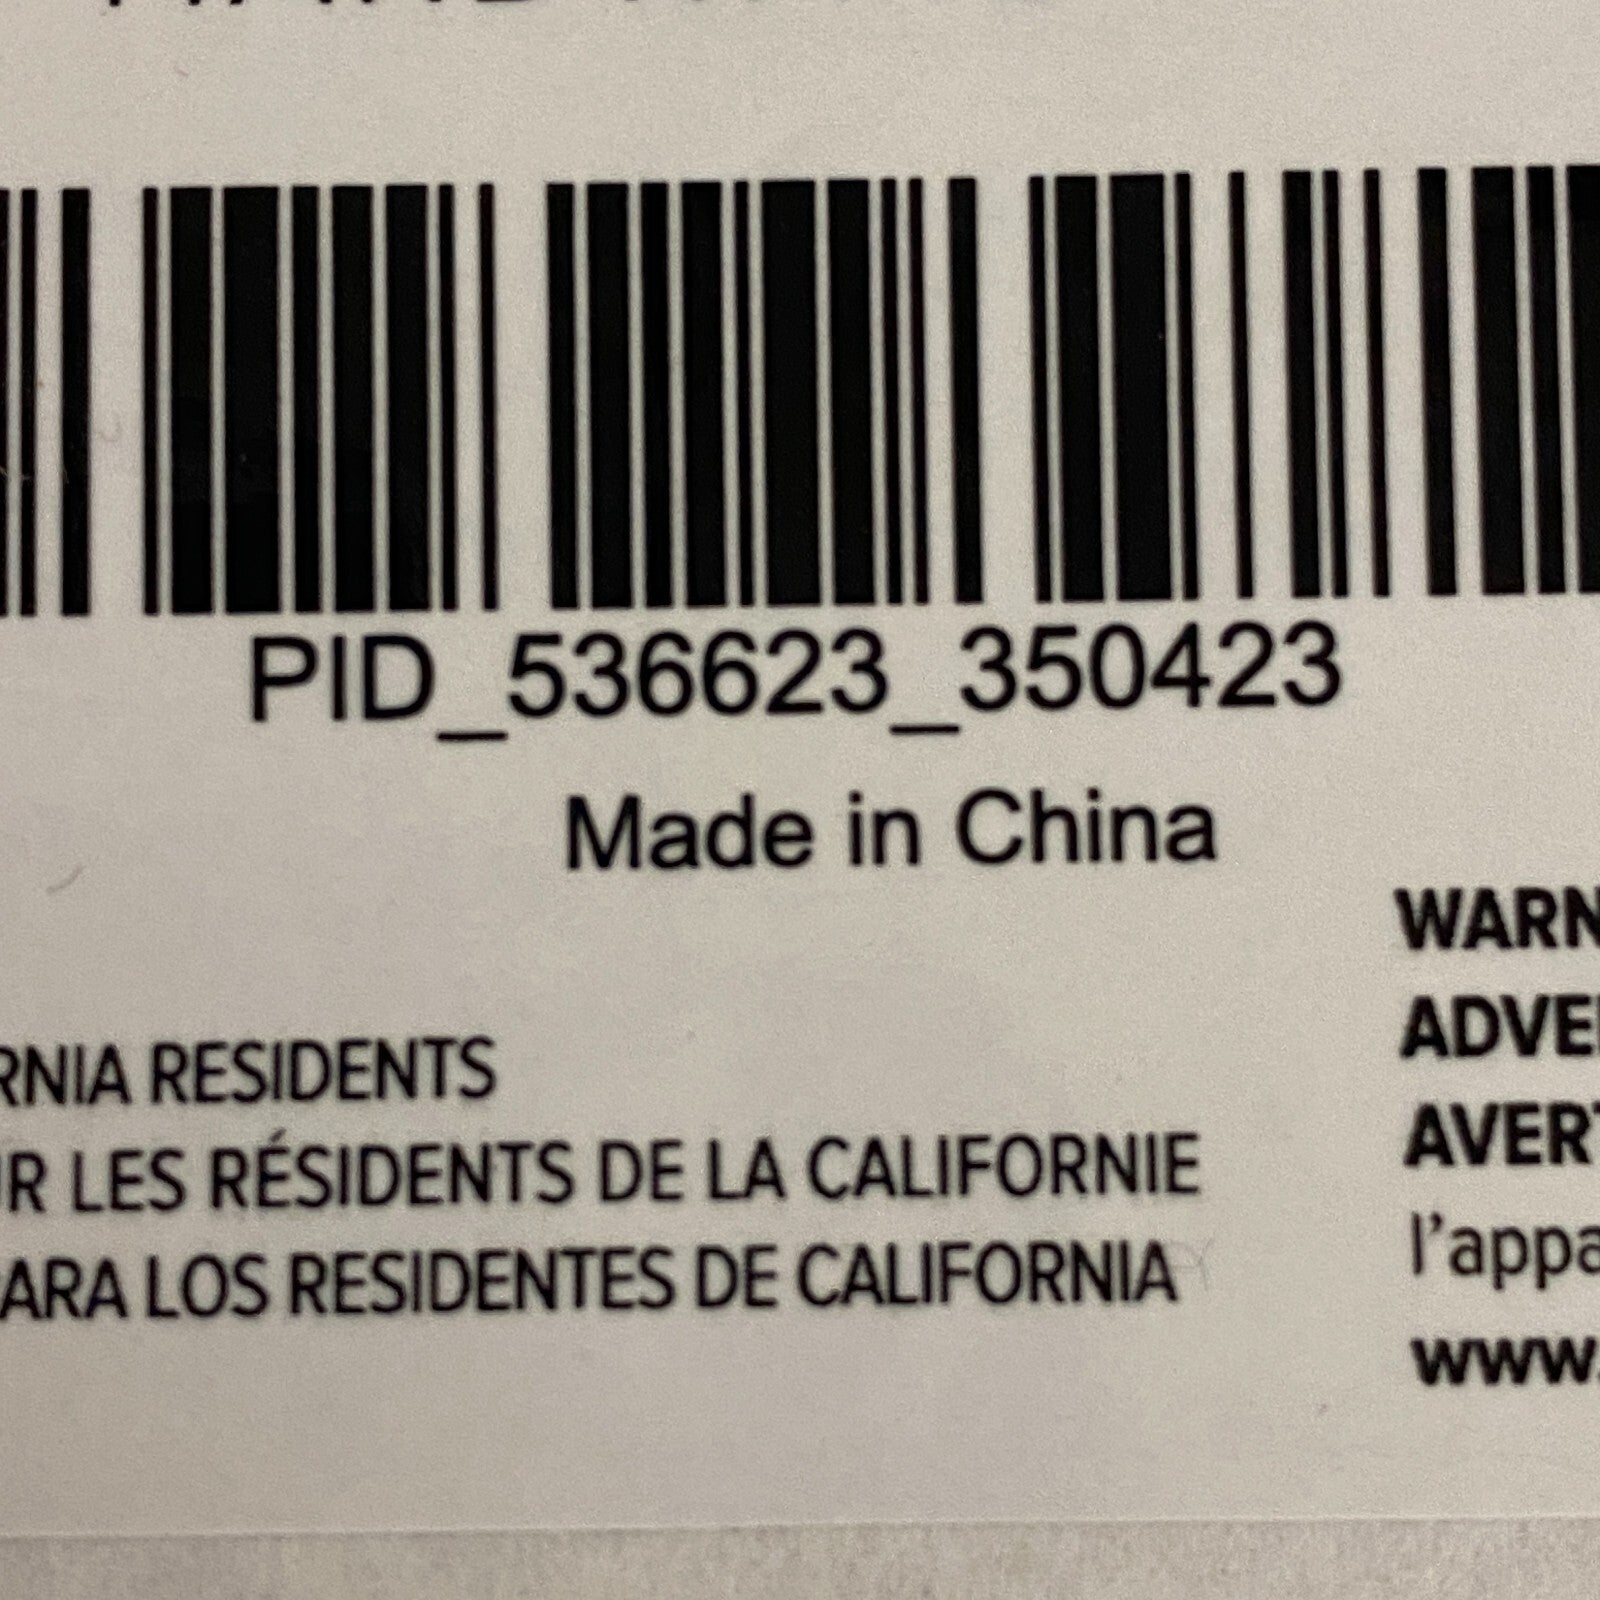 PID_536623_350423
Made in China
WARN
ADVE
AVERT
l'appa
www.
RNIA RESIDENTS
R LES RÉSIDENTS DE LA CALIFORNIE
ARA LOS RESIDENTES DE CALIFORNIA